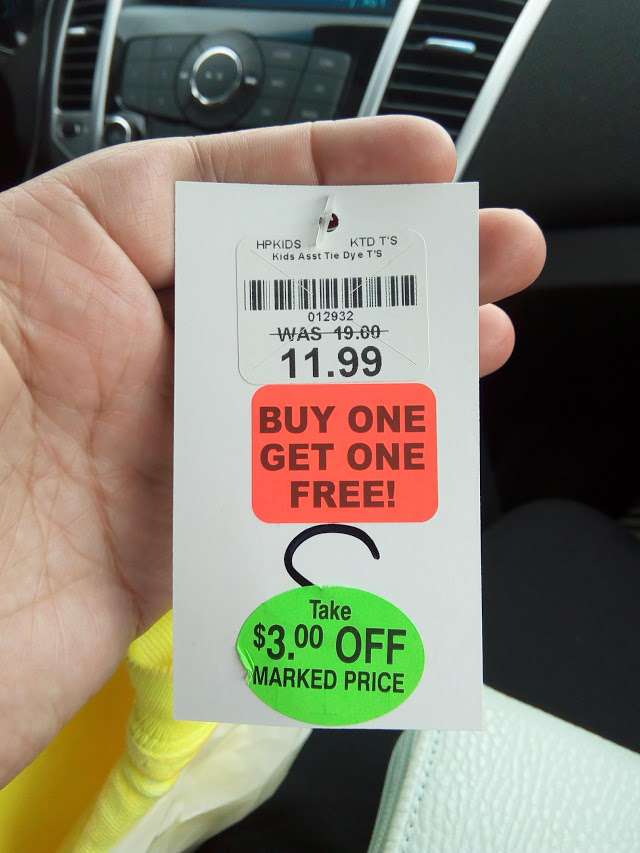 HPKIDS KTD T'S
Kids Asst Tie Dye T'S
012932
WAS 19.00
11.99
BUY ONE
GET ONE
FREE!
Take
$3.00 OFF
MARKED PRICE